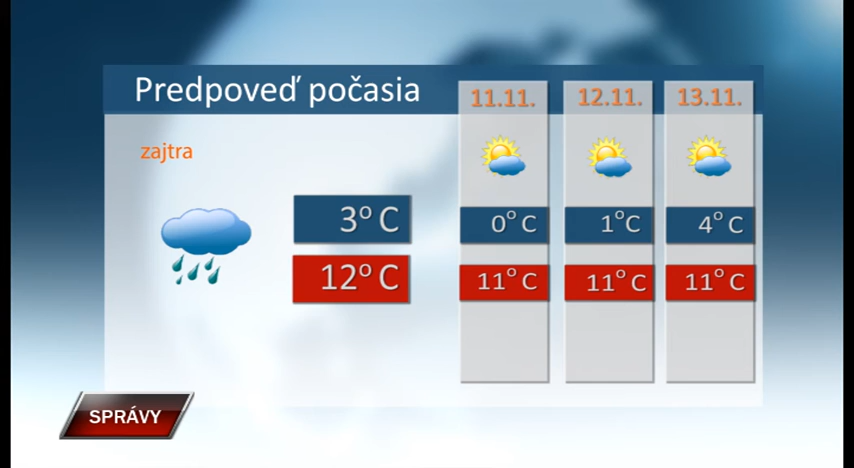 Predpoveď počasia
zajtra
3° C
12° C
11.11. 12.11. 13.11.
0° C 1°C 4° C
11° C 11° C 11° C
SPRÁVY